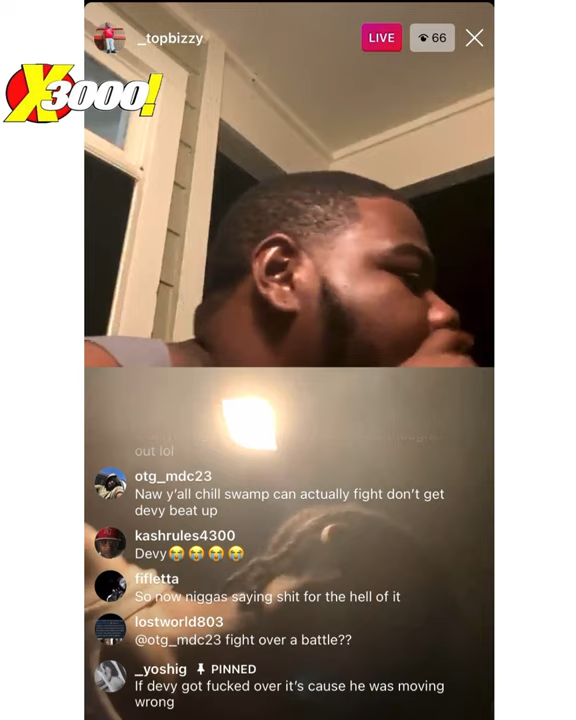 _topbizzy
LIVE
66
X3000!
out lol
otg_mdc23
Naw y'all chill swamp can actually fight don't get
devy beat up
kashrules4300
Devy😭😭😭😭
fifletta
So now niggas saying shit for the hell of it
lostworld803
@otg_mdc23 fight over a battle??
_yoshig 📌 PINNED
If devy got fucked over it's cause he was moving
wrong